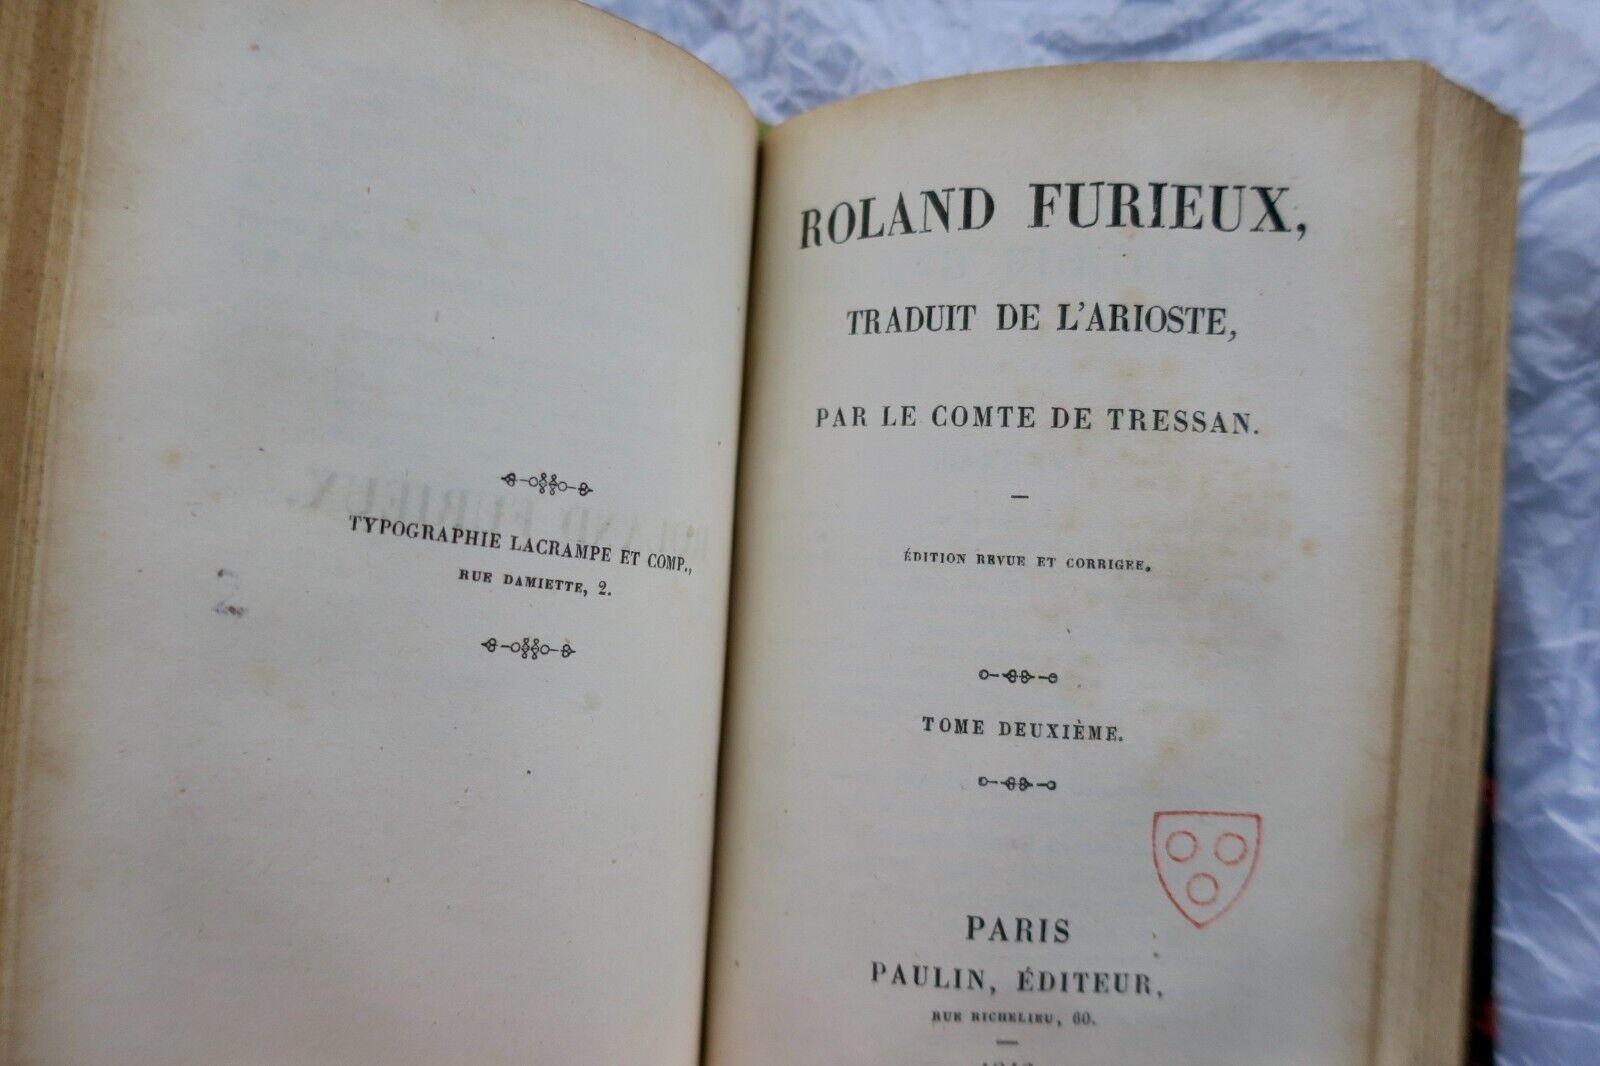 TYPOGRAPHIE LACRAMPE ET COMP.,
RUE DAMIETTE, 2.
ROLAND FURIEUX,
TRADUIT DE L'ARIOSTE,
PAR LE COMTE DE TRESSAN.
ÉDITION REVUE ET CORRIGEE.
TOME DEUXIÈME.
PARIS
PAULIN, ÉDITEUR,
RUE RICHELIEU, 60.